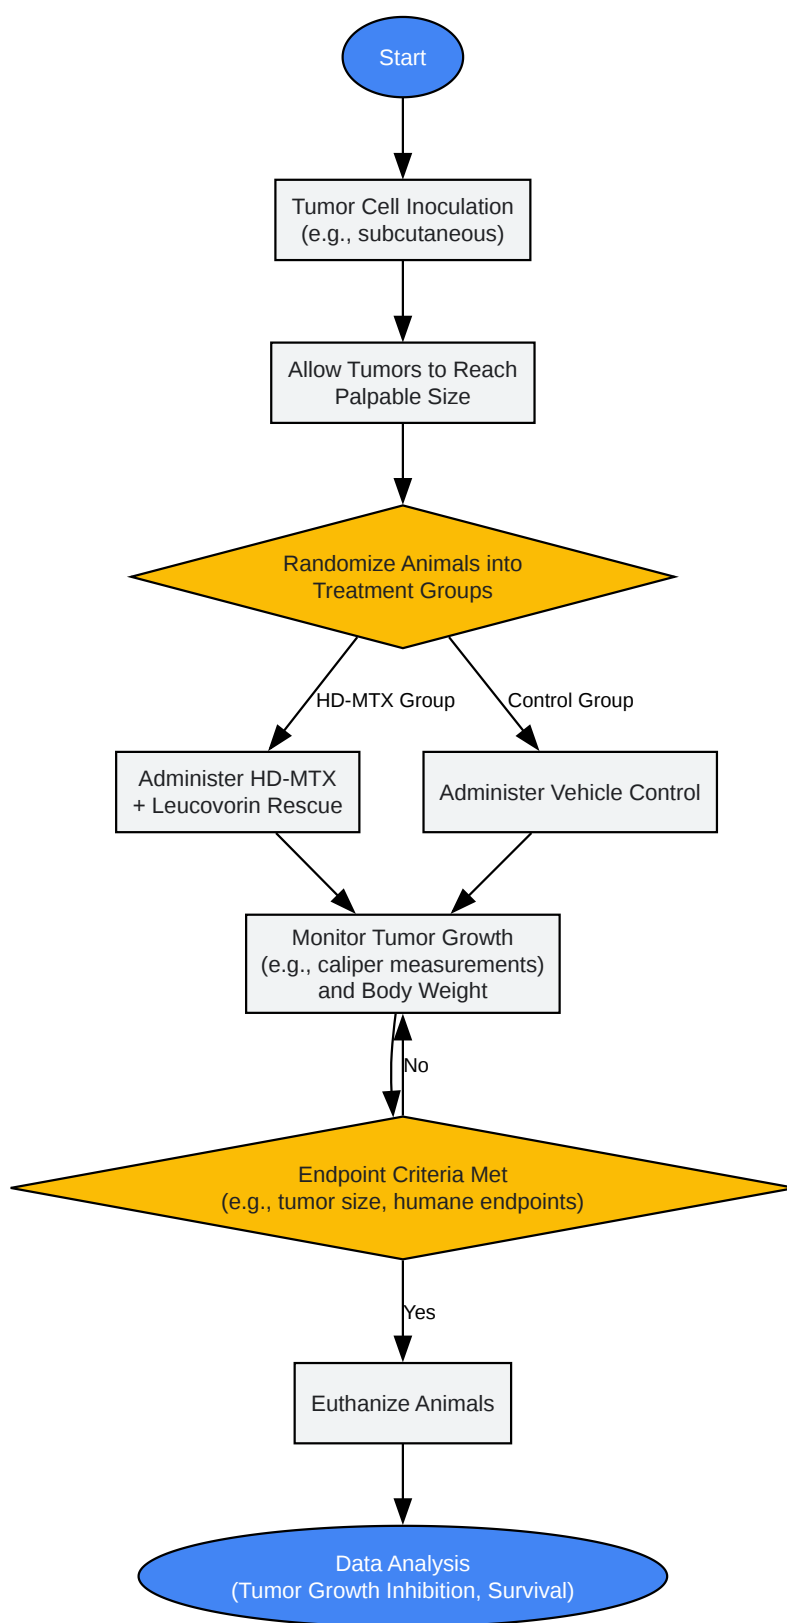 Start
Tumor Cell Inoculation
(e.g., subcutaneous)
Allow Tumors to Reach
Palpable Size
Randomize Animals into
Treatment Groups
HD-MTX Group
Control Group
Administer HD-MTX
+ Leucovorin Rescue
Administer Vehicle Control
Monitor Tumor Growth
(e.g., caliper measurements)
and Body Weight
No
Endpoint Criteria Met
(e.g., tumor size, humane endpoints)
Yes
Euthanize Animals
Data Analysis
(Tumor Growth Inhibition, Survival)